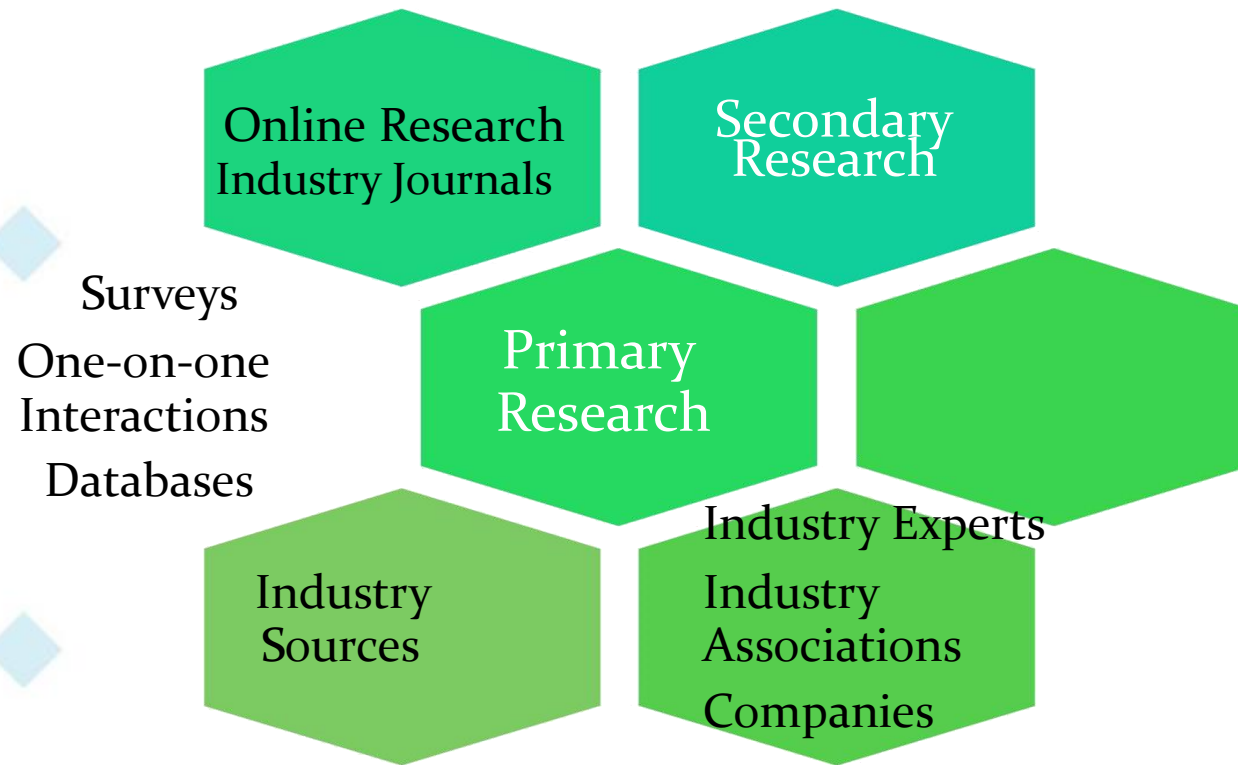 Online Research
Industry Journals
Secondary
Research
Surveys
One-on-one
Interactions
Databases
Primary
Research
Industry
Sources
Industry Experts
Industry
Associations
Companies